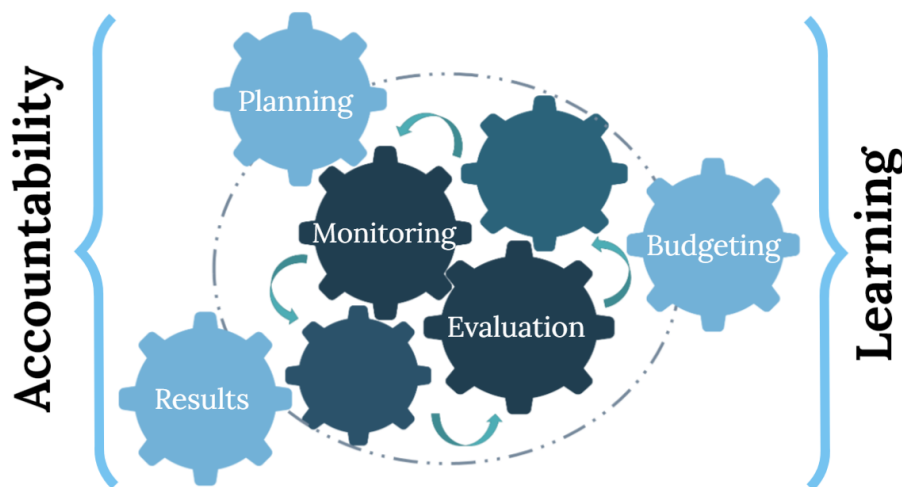 Accountability
Planning
Monitoring
Budgeting
Evaluation
Results
Learning